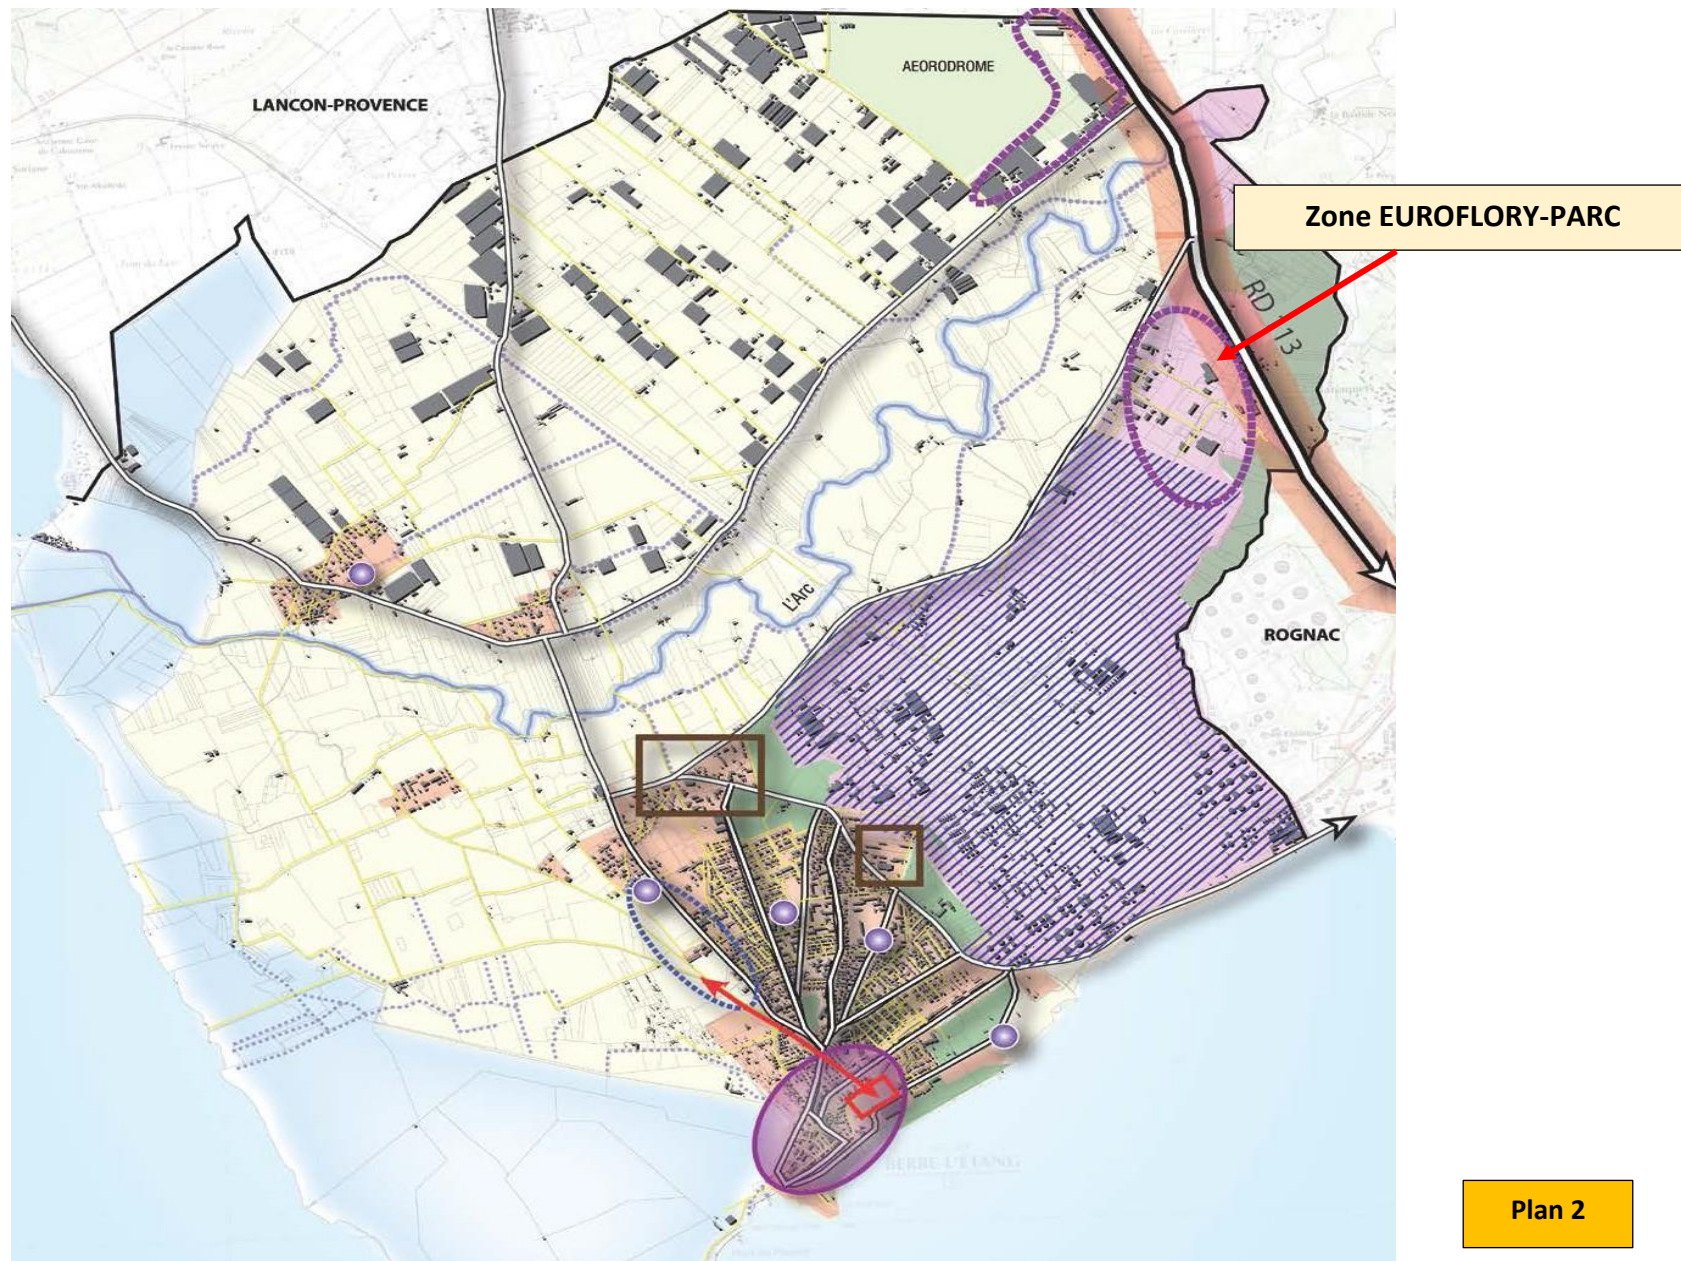 AEORODROME
LANCON-PROVENCE
Zone EUROFLORY-PARC
RD 113
L'Arc
ROGNAC
BERRE-L'ETANG
Plan 2